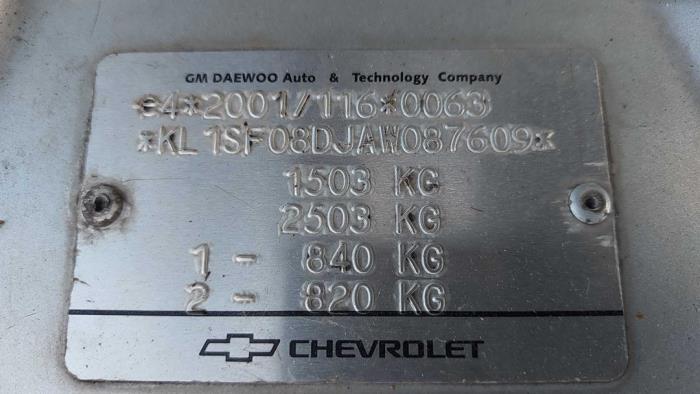 GM DAEWOO Auto & Technology Company
e4*2001/116*0063
*KL1SF08DJAW087609*
1503 KG
2503 KG
1 - 840 KG
2 - 820 KG
CHEVROLET